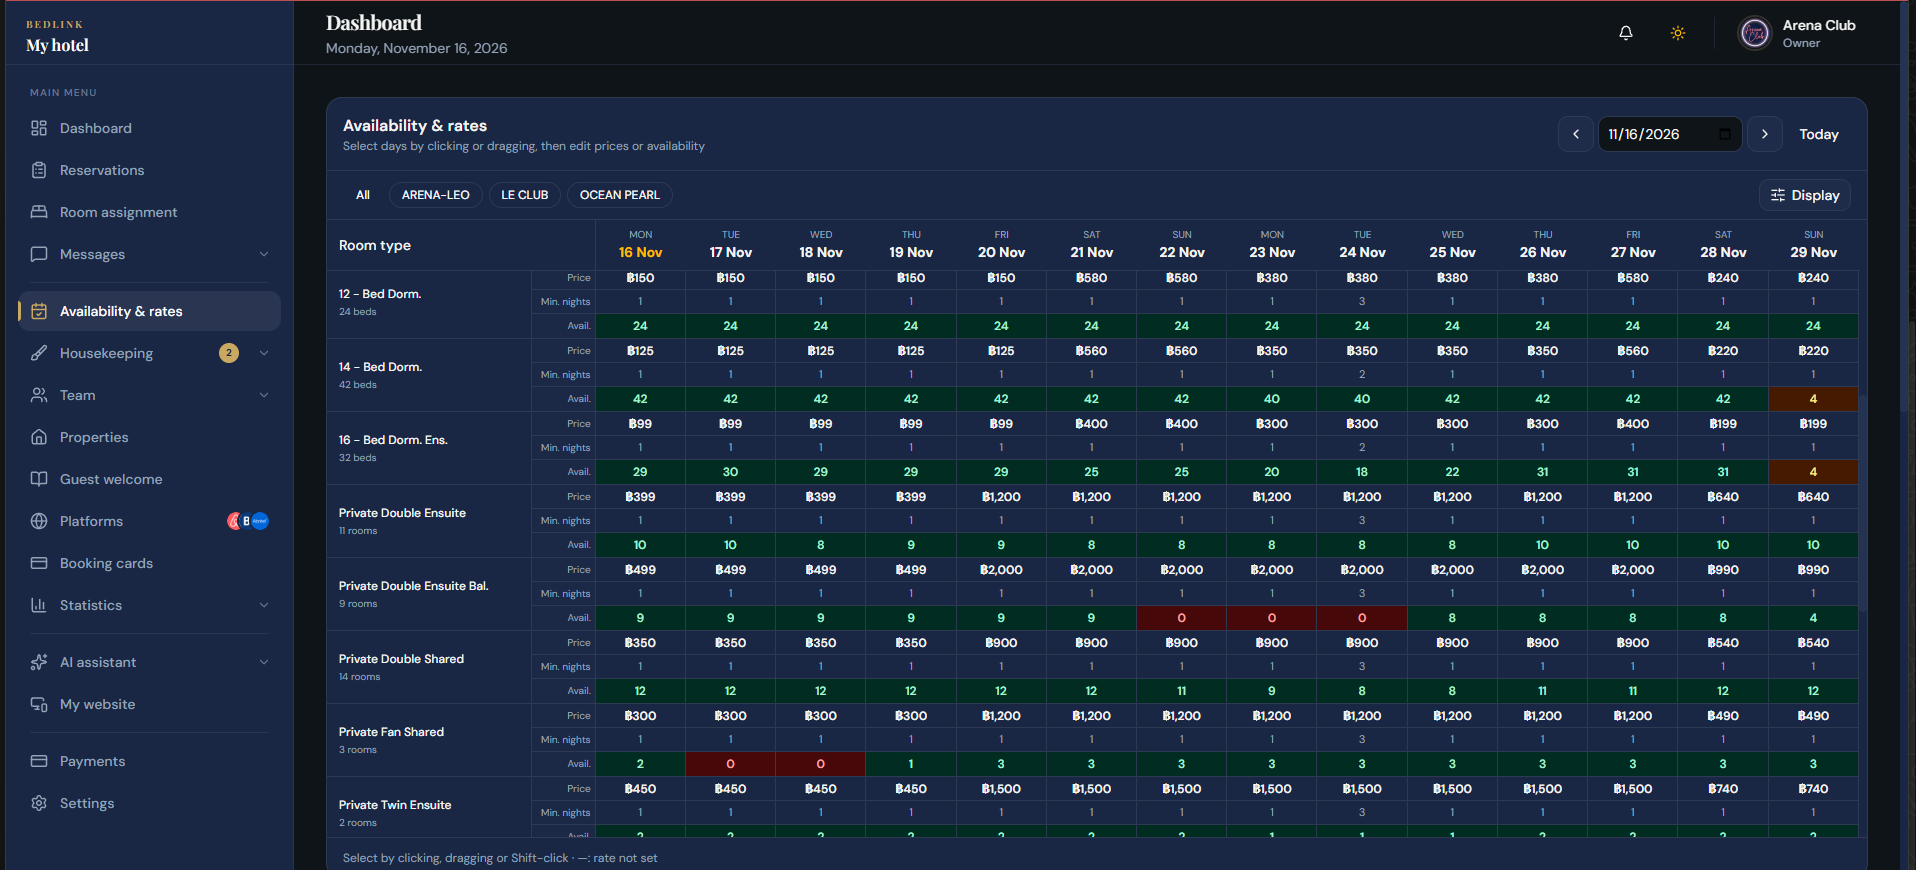 BEDLINK
My hotel
MAIN MENU
Dashboard
Reservations
Room assignment
Messages
Availability & rates
Housekeeping 2
Team
Properties
Guest welcome
Platforms
Booking cards
Statistics
AI assistant
My website
Payments
Settings
Dashboard
Monday, November 16, 2026
Arena Club
Owner
Availability & rates
Select days by clicking or dragging, then edit prices or availability
11/16/2026 Today
All ARENA-LEO LE CLUB OCEAN PEARL Display
Room type
MON TUE WED THU FRI SAT SUN MON TUE WED THU FRI SAT SUN
16 Nov 17 Nov 18 Nov 19 Nov 20 Nov 21 Nov 22 Nov 23 Nov 24 Nov 25 Nov 26 Nov 27 Nov 28 Nov 29 Nov
12 - Bed Dorm.
24 beds
Price ฿150 ฿150 ฿150 ฿150 ฿150 ฿580 ฿580 ฿380 ฿380 ฿380 ฿380 ฿580 ฿240 ฿240
Min. nights 1 1 1 1 1 1 1 1 3 1 1 1 1 1
Avail. 24 24 24 24 24 24 24 24 24 24 24 24 24 24
14 - Bed Dorm.
42 beds
Price ฿125 ฿125 ฿125 ฿125 ฿125 ฿560 ฿560 ฿350 ฿350 ฿350 ฿350 ฿560 ฿220 ฿220
Min. nights 1 1 1 1 1 1 1 1 2 1 1 1 1 1
Avail. 42 42 42 42 42 42 42 40 40 42 42 42 42 4
16 - Bed Dorm. Ens.
32 beds
Price ฿99 ฿99 ฿99 ฿99 ฿99 ฿400 ฿400 ฿300 ฿300 ฿300 ฿300 ฿400 ฿199 ฿199
Min. nights 1 1 1 1 1 1 1 1 2 1 1 1 1 1
Avail. 29 30 29 29 29 25 25 20 18 22 31 31 31 4
Private Double Ensuite
11 rooms
Price ฿399 ฿399 ฿399 ฿399 ฿1,200 ฿1,200 ฿1,200 ฿1,200 ฿1,200 ฿1,200 ฿1,200 ฿1,200 ฿640 ฿640
Min. nights 1 1 1 1 1 1 1 1 3 1 1 1 1 1
Avail. 10 10 8 9 9 8 8 8 8 8 10 10 10 10
Private Double Ensuite Bal.
9 rooms
Price ฿499 ฿499 ฿499 ฿499 ฿2,000 ฿2,000 ฿2,000 ฿2,000 ฿2,000 ฿2,000 ฿2,000 ฿2,000 ฿990 ฿990
Min. nights 1 1 1 1 1 1 1 1 3 1 1 1 1 1
Avail. 9 9 9 9 9 9 0 0 0 8 8 8 8 4
Private Double Shared
14 rooms
Price ฿350 ฿350 ฿350 ฿350 ฿900 ฿900 ฿900 ฿900 ฿900 ฿900 ฿900 ฿900 ฿540 ฿540
Min. nights 1 1 1 1 1 1 1 1 3 1 1 1 1 1
Avail. 12 12 12 12 12 12 11 9 8 8 11 11 12 12
Private Fan Shared
3 rooms
Price ฿300 ฿300 ฿300 ฿300 ฿1,200 ฿1,200 ฿1,200 ฿1,200 ฿1,200 ฿1,200 ฿1,200 ฿1,200 ฿490 ฿490
Min. nights 1 1 1 1 1 1 1 1 3 1 1 1 1 1
Avail. 2 0 0 1 3 3 3 3 3 3 3 3 3 3
Private Twin Ensuite
2 rooms
Price ฿450 ฿450 ฿450 ฿450 ฿1,500 ฿1,500 ฿1,500 ฿1,500 ฿1,500 ฿1,500 ฿1,500 ฿1,500 ฿740 ฿740
Min. nights 1 1 1 1 1 1 1 1 3 1 1 1 1 1
Avail. 2 2 2 2 2 2 2 1 1 1 2 2 2 2
Select by clicking, dragging or Shift-click · —: rate not set